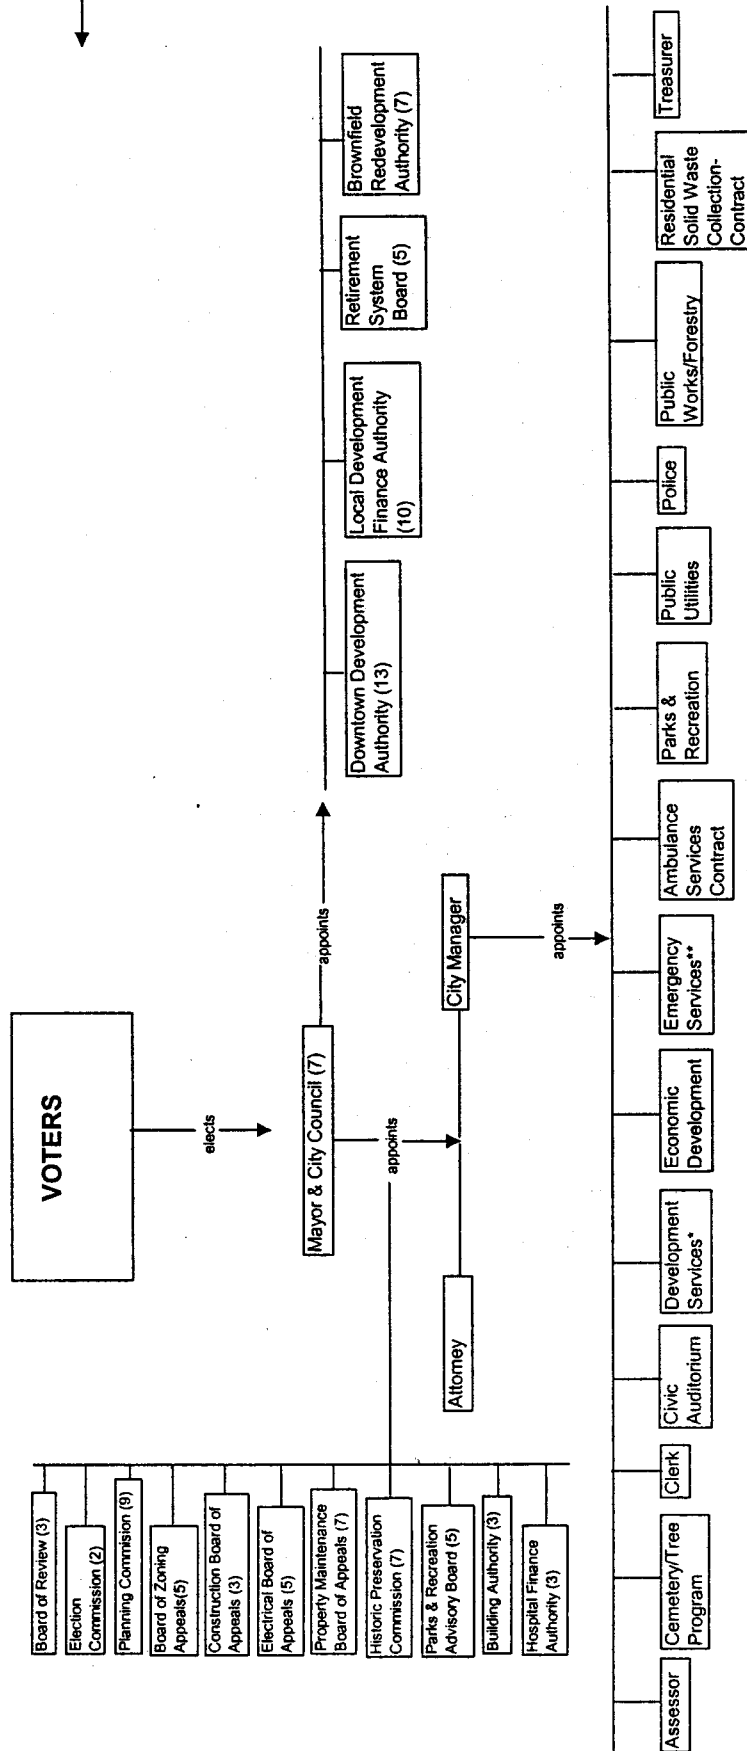 VOTERS
elects
Mayor & City Council (7)
appoints
appoints
Board of Review (3)
Election
Commission (2)
Planning Commision (9)
Board of Zoning
Appeals(5)
Construction Board of
Appeals (3)
Electrical Board of
Appeals (5)
Property Maintenance
Board of Appeals (7)
Historic Preservation
Commission (7)
Parks & Recreation
Advisory Board (5)
Building Authority (3)
Hospital Finance
Authority (3)
Downtown Development
Authority (13)
Local Development
Finance Authority
(10)
Retirement
System
Board (5)
Brownfield
Redevelopment
Authority (7)
Attorney
City Manager
appoints
Assessor
Cemetery/Tree
Program
Clerk
Civic
Auditorium
Development
Services*
Economic
Development
Emergency
Services**
Ambulance
Services
Contract
Parks &
Recreation
Public
Utilities
Police
Public
Works/Forestry
Residential
Solid Waste
Collection-
Contract
Treasurer